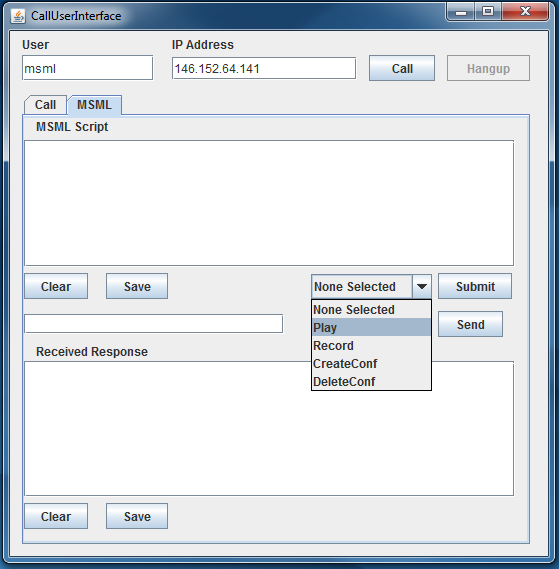 CallUserInterface
User IP Address
msml 146.152.64.141 Call Hangup
Call MSML
MSML Script
Clear Save None Selected Submit
None Selected
Play Send
Record
Received Response
CreateConf
DeleteConf
Clear Save